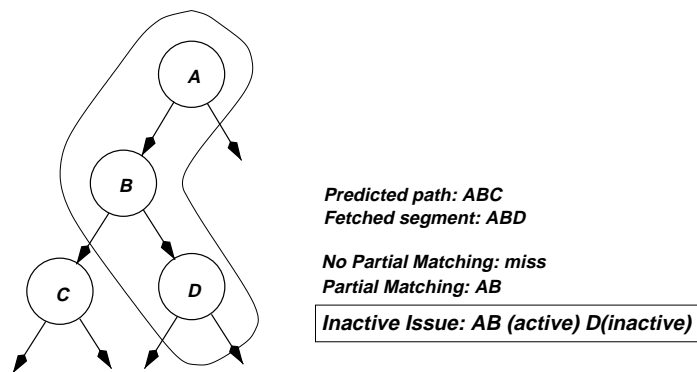 A
B
C
D
Predicted path: ABC
Fetched segment: ABD
No Partial Matching: miss
Partial Matching: AB
Inactive Issue: AB (active) D(inactive)